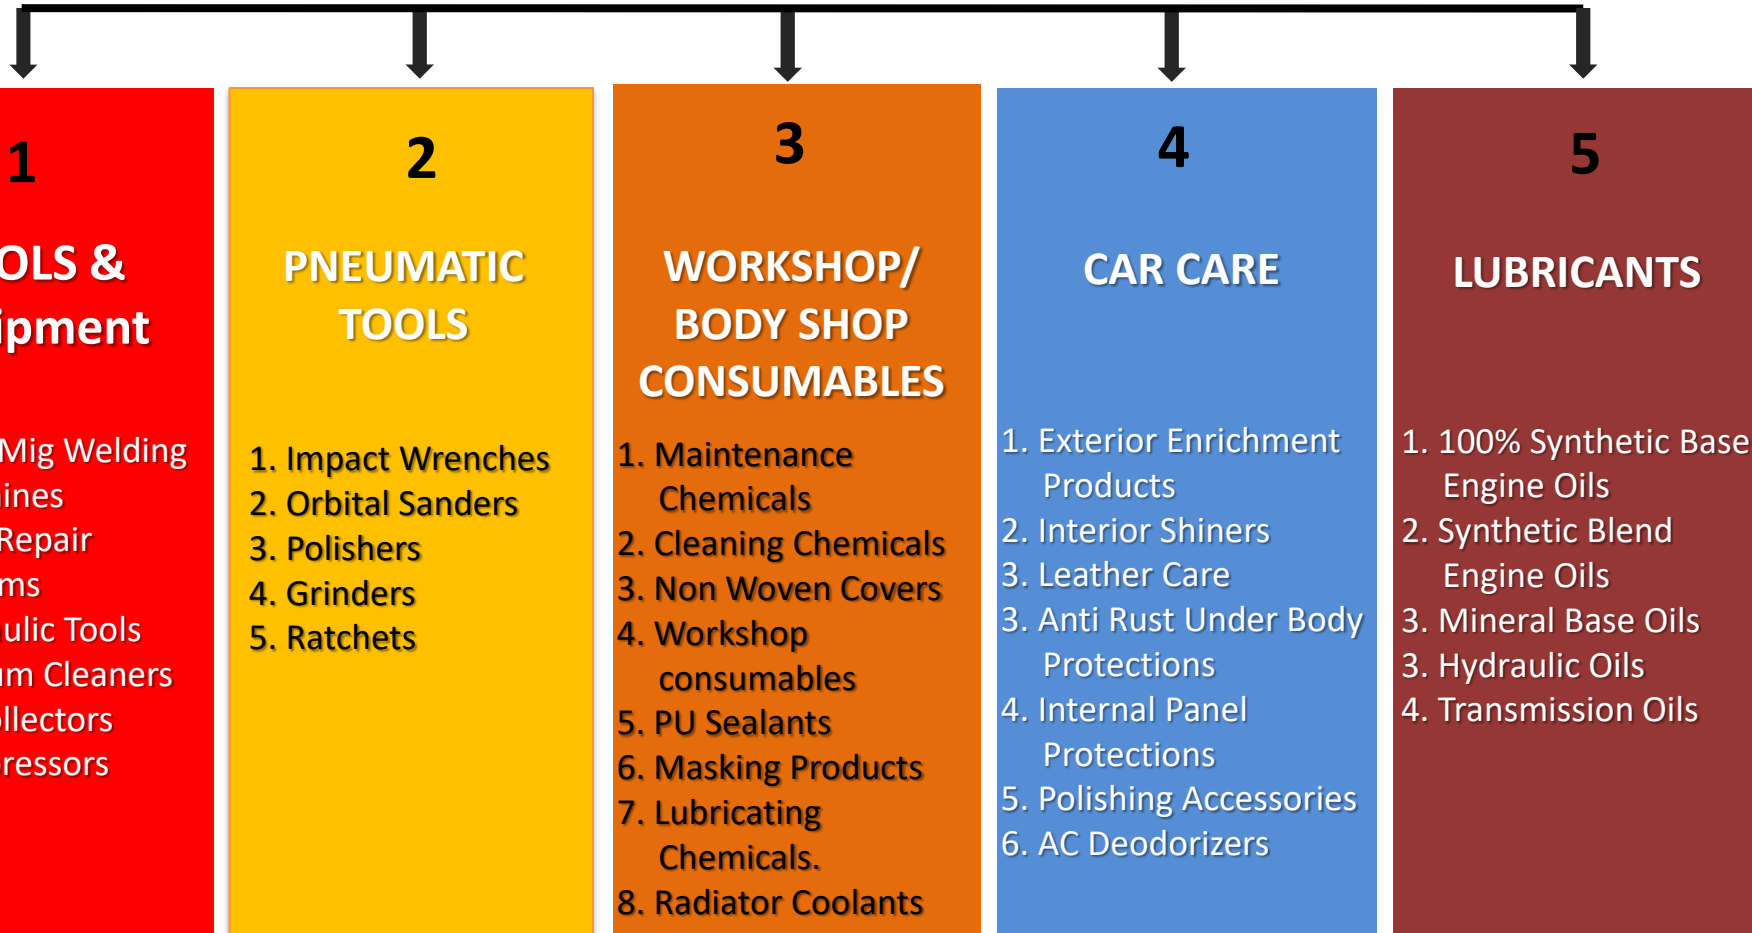 1
OLS &
ipment
Mig Welding
ines
Repair
ms
ulic Tools
um Cleaners
ollectors
pressors
2
PNEUMATIC
TOOLS
1. Impact Wrenches
2. Orbital Sanders
3. Polishers
4. Grinders
5. Ratchets
3
WORKSHOP/
BODY SHOP
CONSUMABLES
1. Maintenance
Chemicals
2. Cleaning Chemicals
3. Non Woven Covers
4. Workshop
consumables
5. PU Sealants
6. Masking Products
7. Lubricating
Chemicals.
8. Radiator Coolants
4
CAR CARE
1. Exterior Enrichment
Products
2. Interior Shiners
3. Leather Care
3. Anti Rust Under Body
Protections
4. Internal Panel
Protections
5. Polishing Accessories
6. AC Deodorizers
5
LUBRICANTS
1. 100% Synthetic Base
Engine Oils
2. Synthetic Blend
Engine Oils
3. Mineral Base Oils
3. Hydraulic Oils
4. Transmission Oils